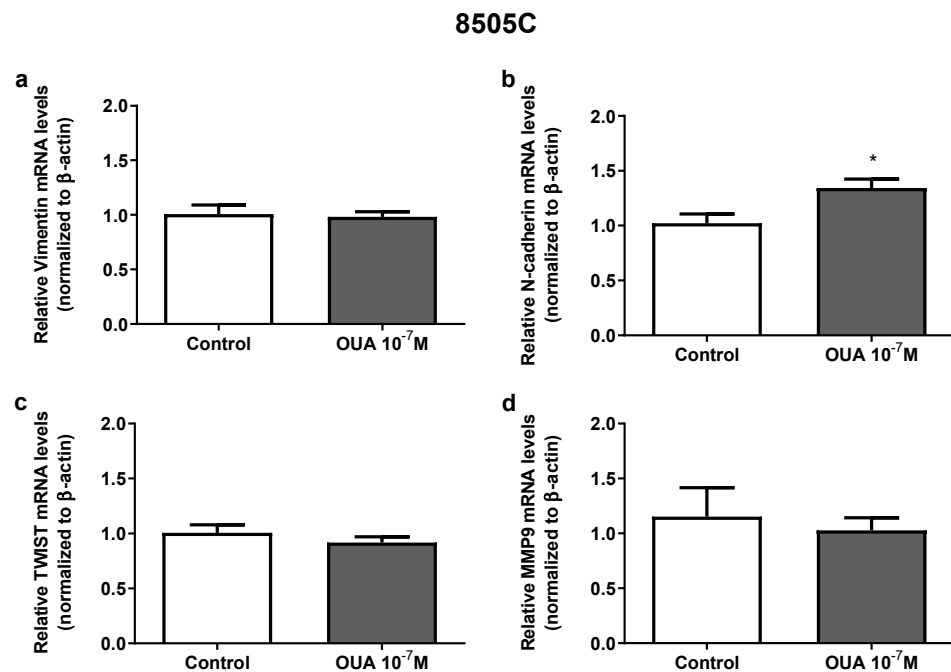 8505C
a
Relative Vimentin mRNA levels
(normalized to β-actin)
2.0
1.5
1.0
0.5
0.0
Control
OUA 10⁻⁷M
b
Relative N-cadherin mRNA levels
(normalized to β-actin)
2.0
1.5
1.0
0.5
0.0
*
Control
OUA 10⁻⁷M
c
Relative TWIST mRNA levels
(normalized to β-actin)
2.0
1.5
1.0
0.5
0.0
Control
OUA 10⁻⁷M
d
Relative MMP9 mRNA levels
(normalized to β-actin)
2.0
1.5
1.0
0.5
0.0
Control
OUA 10⁻⁷M